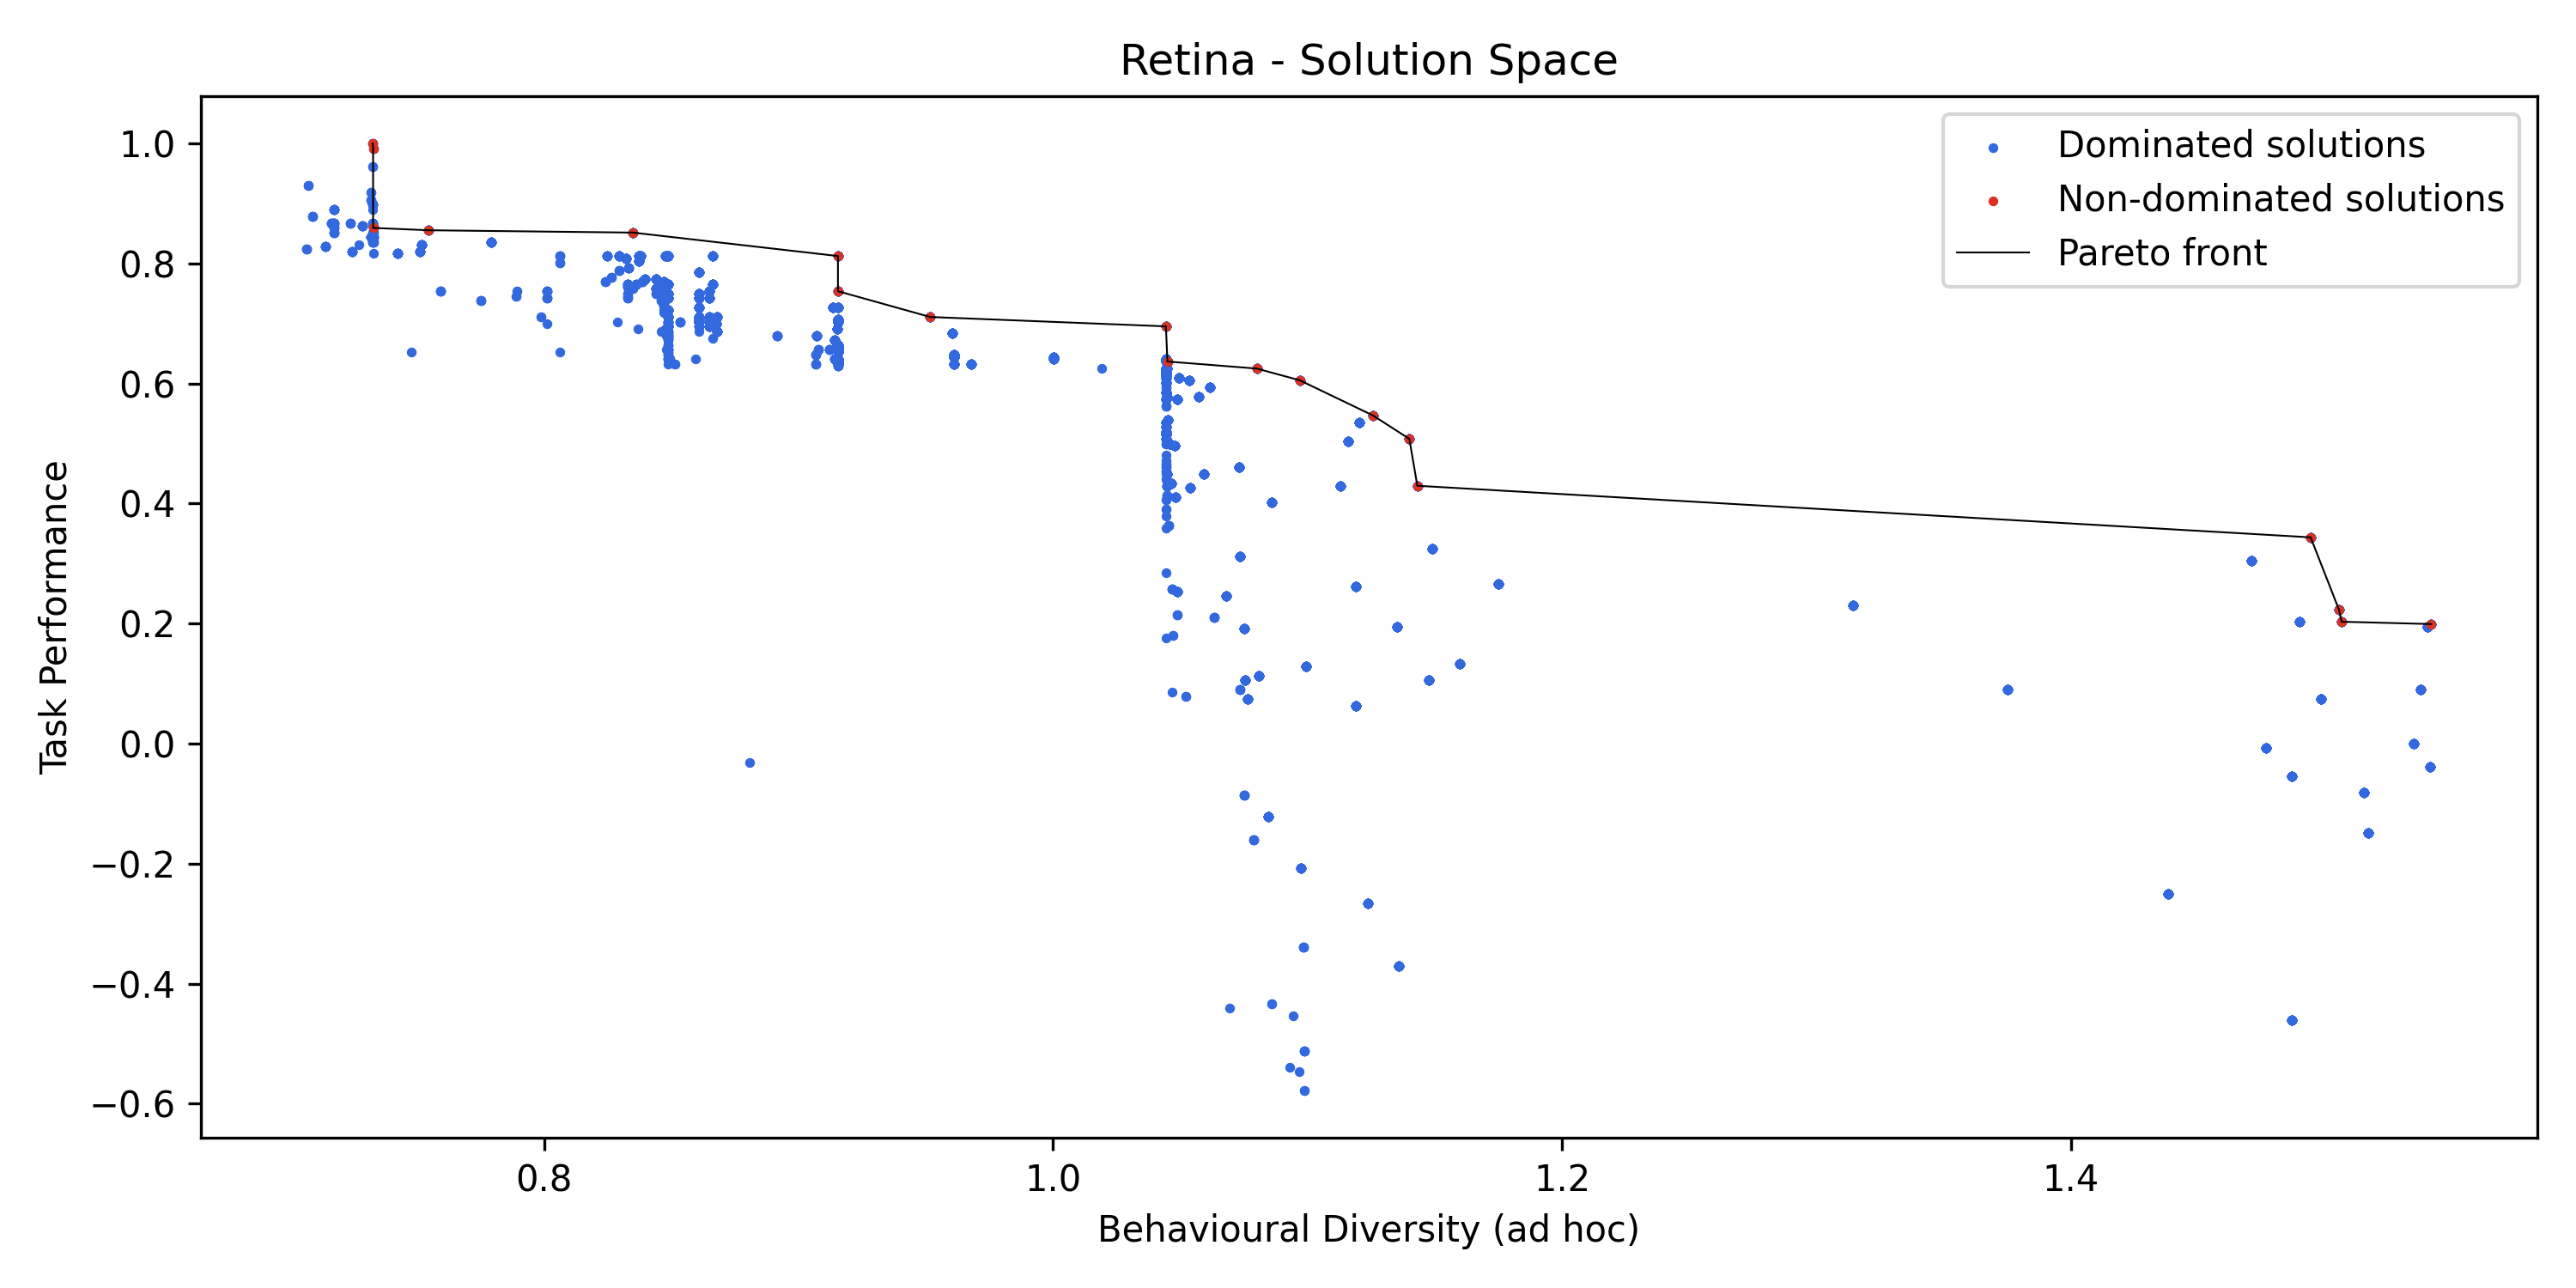 Retina - Solution Space
Dominated solutions
Non-dominated solutions
Pareto front
Task Performance
1.0
0.8
0.6
0.4
0.2
0.0
−0.2
−0.4
−0.6
0.8 1.0 1.2 1.4
Behavioural Diversity (ad hoc)